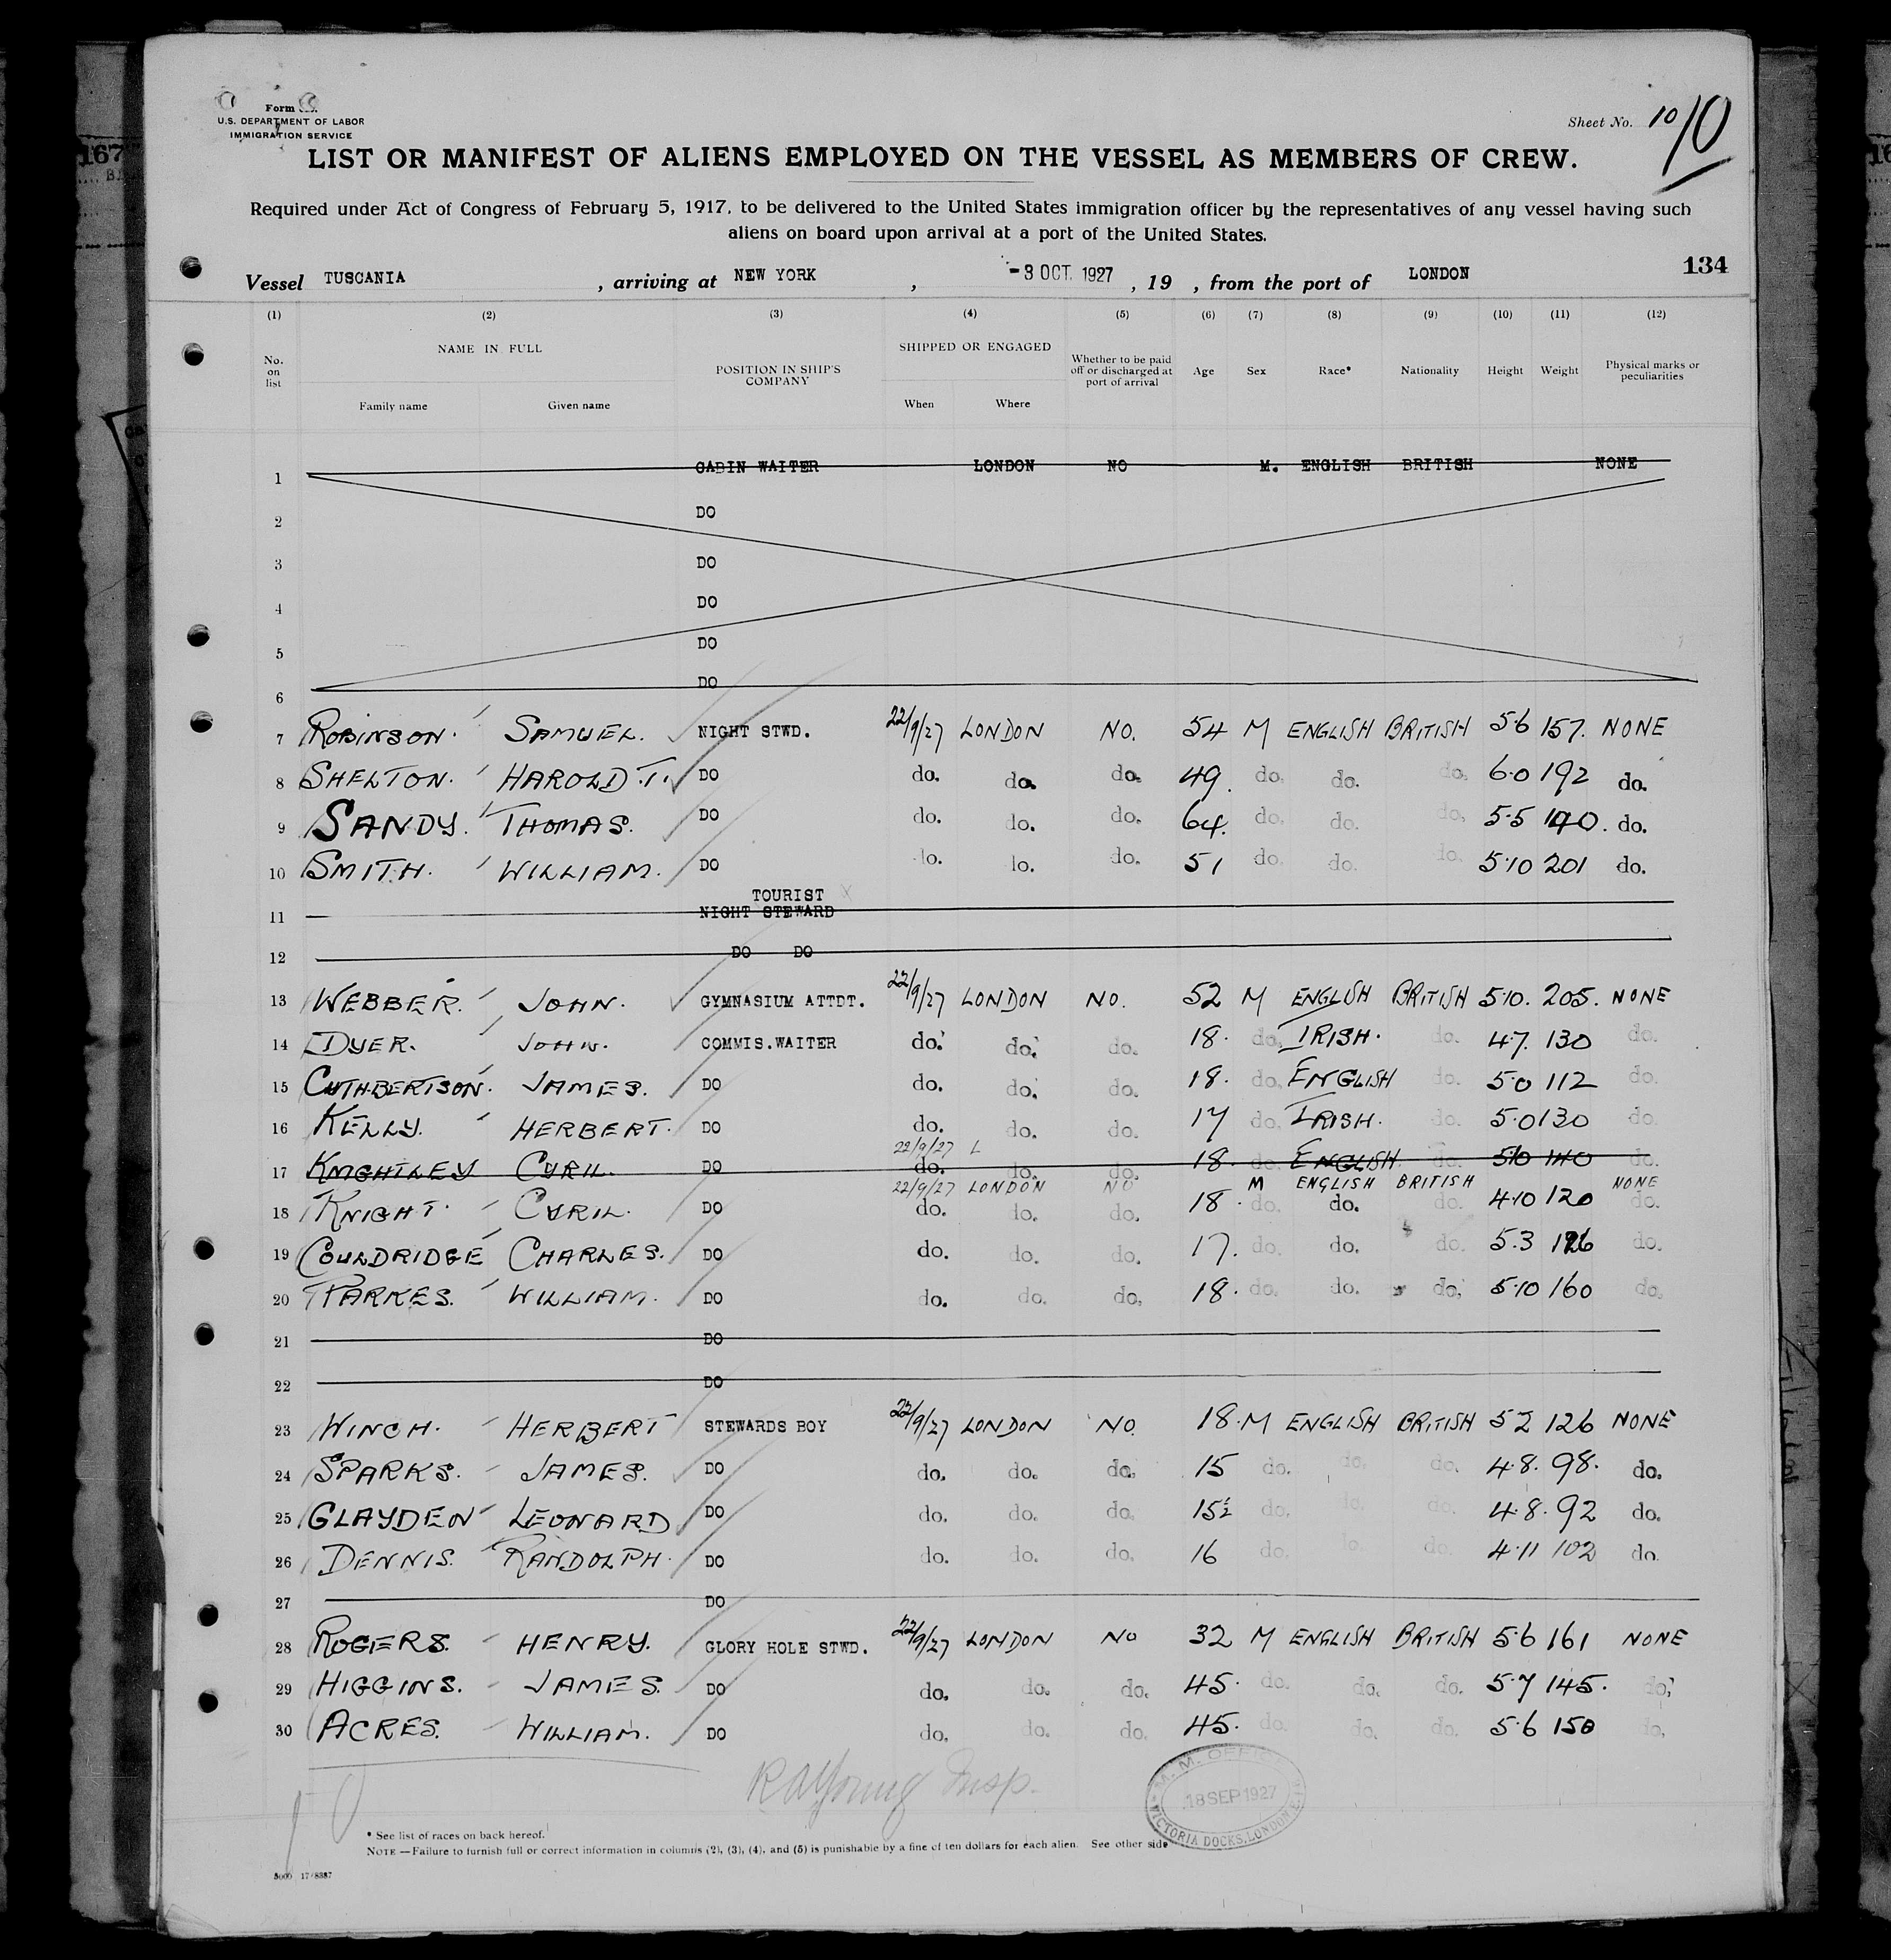 Form
U.S. DEPARTMENT OF LABOR
IMMIGRATION SERVICE
Sheet No. 10 10
LIST OR MANIFEST OF ALIENS EMPLOYED ON THE VESSEL AS MEMBERS OF CREW.
Required under Act of Congress of February 5, 1917, to be delivered to the United States immigration officer by the representatives of any vessel having such
aliens on board upon arrival at a port of the United States.
134
Vessel TUSCANIA , arriving at NEW YORK , -3 OCT. 1927 , 19 , from the port of LONDON
(1) (2) (3) (4) (5) (6) (7) (8) (9) (10) (11) (12)
No. on list NAME IN FULL Family name Given name POSITION IN SHIP'S COMPANY SHIPPED OR ENGAGED When Where Whether to be paid off or discharged at port of arrival Age Sex Race* Nationality Height Weight Physical marks or peculiarities
1 CABIN WAITER LONDON NO M. ENGLISH BRITISH NONE
2 DO
3 DO
4 DO
5 DO
6 DO
7 ROBINSON. SAMUEL. NIGHT STWD. 22/9/27 LONDON NO. 54 M ENGLISH BRITISH 5·6 157. NONE
8 SHELTON. HAROLD.T. DO do. do. do. 49. do. do. do. 6·0 192 do.
9 SANDY. THOMAS. DO do. do. do. 64. do. do. do. 5·5 140. do.
10 SMITH. WILLIAM. DO do. do. do. 51 do. do. do. 5·10 201 do.
TOURIST
11 NIGHT STEWARD
12 DO DO
13 WEBBER. JOHN. GYMNASIUM ATTDT. 22/9/27 LONDON NO. 52 M ENGLISH BRITISH 5·10. 205. NONE
14 DYER. JOHN. COMMIS.WAITER do. do. do. 18. do. IRISH. do. 4·7. 130 do.
15 CUTHBERTSON. JAMES. DO do. do. do. 18. do. ENGLISH do. 5·0 112 do.
16 KELLY. HERBERT. DO do. do. do. 17 do. IRISH. do. 5·0 130 do.
22/9/27 L
17 KNIGHTLEY CYRIL. DO do. do. do. 18. do. ENGLISH. do. 5·10 140 do.
22/9/27 LONDON NO M ENGLISH BRITISH NONE
18 KNIGHT. CYRIL. DO do. do. do. 18. do. do. do. 4·10 120 do.
19 COULDRIDGE CHARLES. DO do. do. do. 17. do. do. do. 5.3 126 do.
20 PARKES. WILLIAM. DO do. do. do. 18. do. do. do. 5·10 160 do.
21 DO
22 DO
23 WINCH. HERBERT STEWARDS BOY 22/9/27 LONDON NO. 18. M ENGLISH BRITISH 5·2 126 NONE
24 SPARKS. JAMES. DO do. do. do. 15 do. do. do. 4·8. 98. do.
25 GLAYDEN LEONARD DO do. do. do. 15½ do. do. do. 4·8. 92 do.
26 DENNIS. RANDOLPH. DO do. do. do. 16 do. do. do. 4·11 102 do.
27 DO
28 ROGERS. HENRY. GLORY HOLE STWD. 22/9/27 LONDON NO 32 M ENGLISH BRITISH 5·6 161 NONE
29 HIGGINS. JAMES. DO do. do. do. 45. do. do. do. 5·7 145. do.
30 ACRES. WILLIAM. DO do. do. do. 45. do. do. do. 5·6 150 do.
R A Young Insp.
M. M. OFFICE
18 SEP 1927
VICTORIA DOCKS, LONDON, E.
* See list of races on back hereof.
NOTE —Failure to furnish full or correct information in columns (2), (3), (4), and (5) is punishable by a fine of ten dollars for each alien. See other side
5000 17/8337